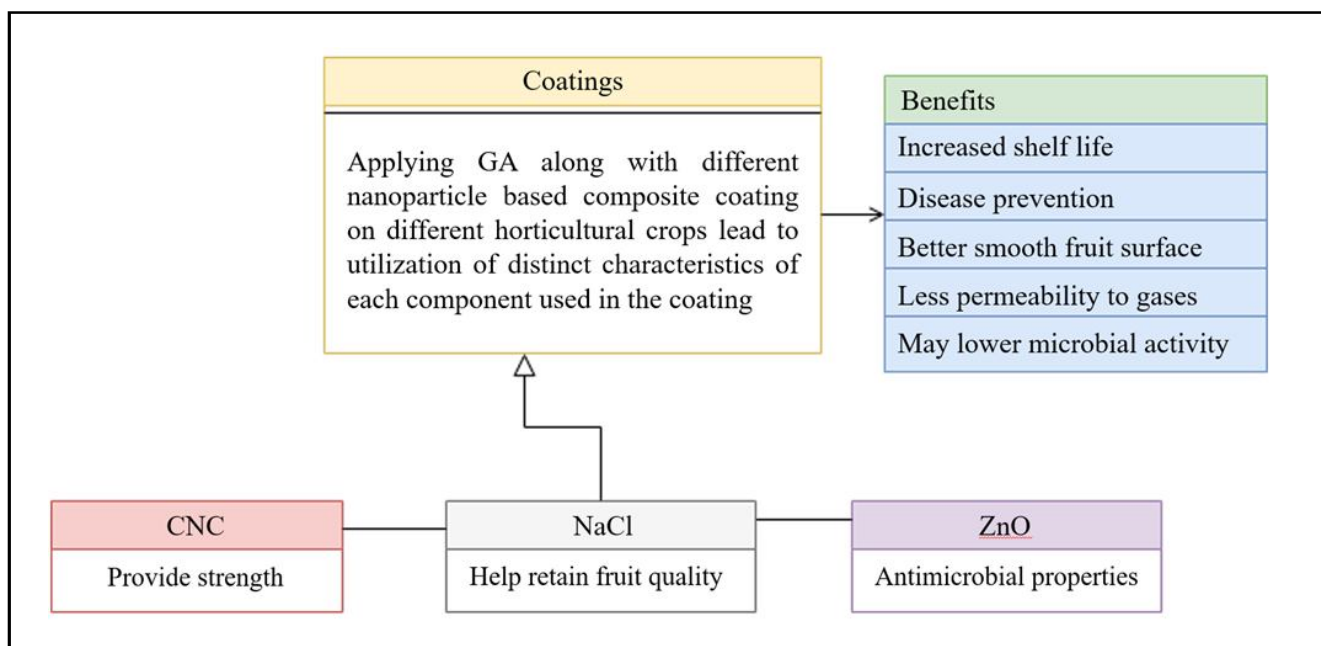 Coatings
Applying GA along with different
nanoparticle based composite coating
on different horticultural crops lead to
utilization of distinct characteristics of
each component used in the coating
Benefits
Increased shelf life
Disease prevention
Better smooth fruit surface
Less permeability to gases
May lower microbial activity
CNC
Provide strength
NaCl
Help retain fruit quality
ZnO
Antimicrobial properties